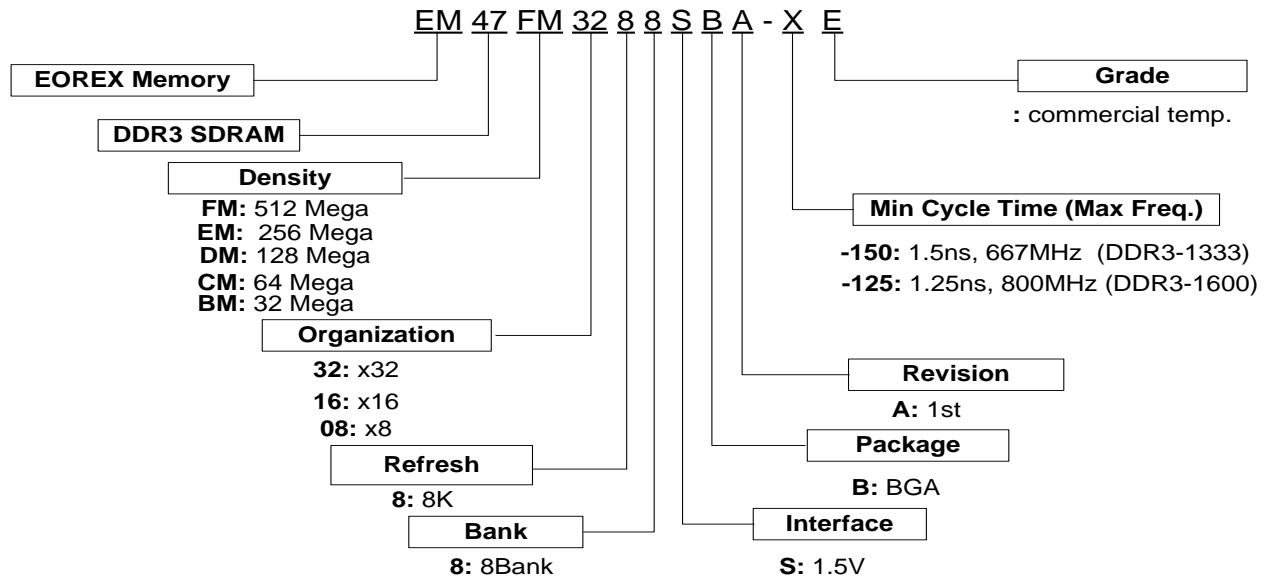 EM 47 FM 32 8 8 S B A - X E
EOREX Memory
DDR3 SDRAM
Density
FM: 512 Mega
EM: 256 Mega
DM: 128 Mega
CM: 64 Mega
BM: 32 Mega
Organization
32: x32
16: x16
08: x8
Refresh
8: 8K
Bank
8: 8Bank
Grade
: commercial temp.
Min Cycle Time (Max Freq.)
-150: 1.5ns, 667MHz (DDR3-1333)
-125: 1.25ns, 800MHz (DDR3-1600)
Revision
A: 1st
Package
B: BGA
Interface
S: 1.5V